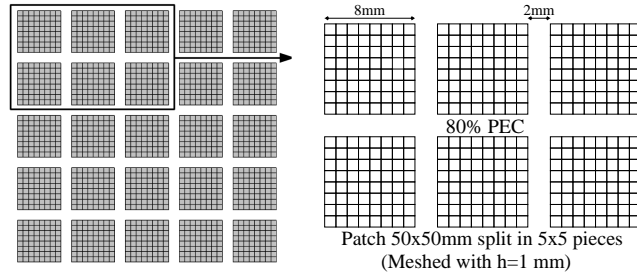 8mm
2mm
80% PEC
Patch 50x50mm split in 5x5 pieces
(Meshed with h=1 mm)